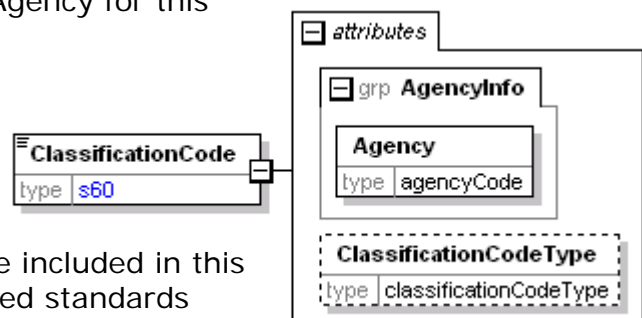 Agency for this
attributes
grp AgencyInfo
Agency
type agencyCode
ClassificationCode
type s60
e included in this
ed standards
ClassificationCodeType
type classificationCodeType